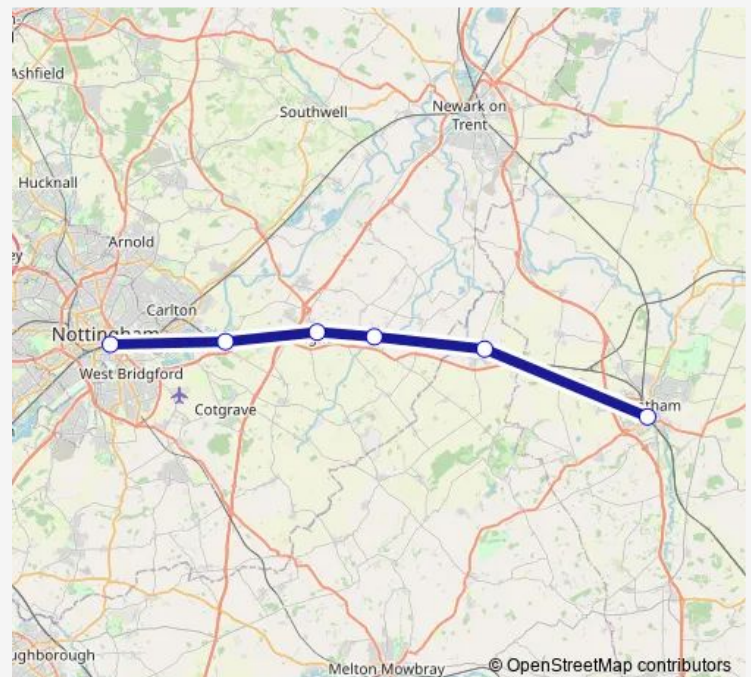 Ashfield
Southwell
Newark on
Trent
Hucknall
Arnold
Carlton
Nottingham
West Bridgford
Cotgrave
Melton Mowbray
© OpenStreetMap contributors